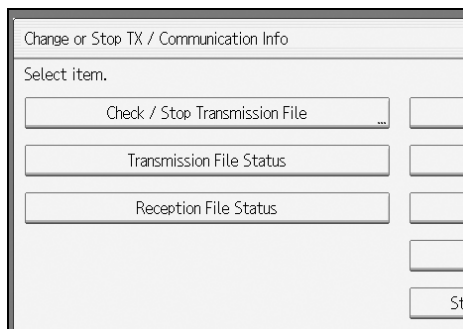 Change or Stop TX / Communication Info
Select item.
Check / Stop Transmission File
Transmission File Status
Reception File Status